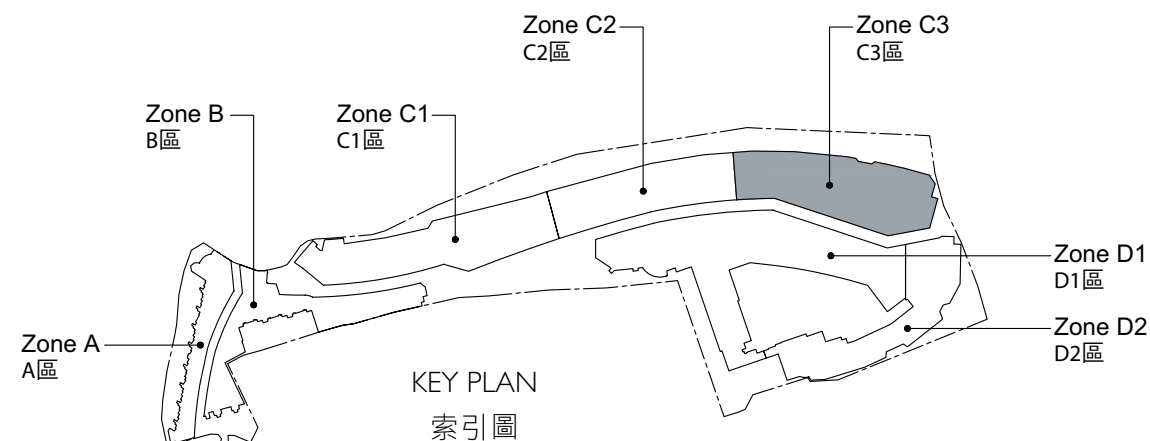 Zone C2
C2區
Zone C3
C3區
Zone B
B區
Zone C1
C1區
Zone D1
D1區
Zone D2
D2區
Zone A
A區
KEY PLAN
索引圖